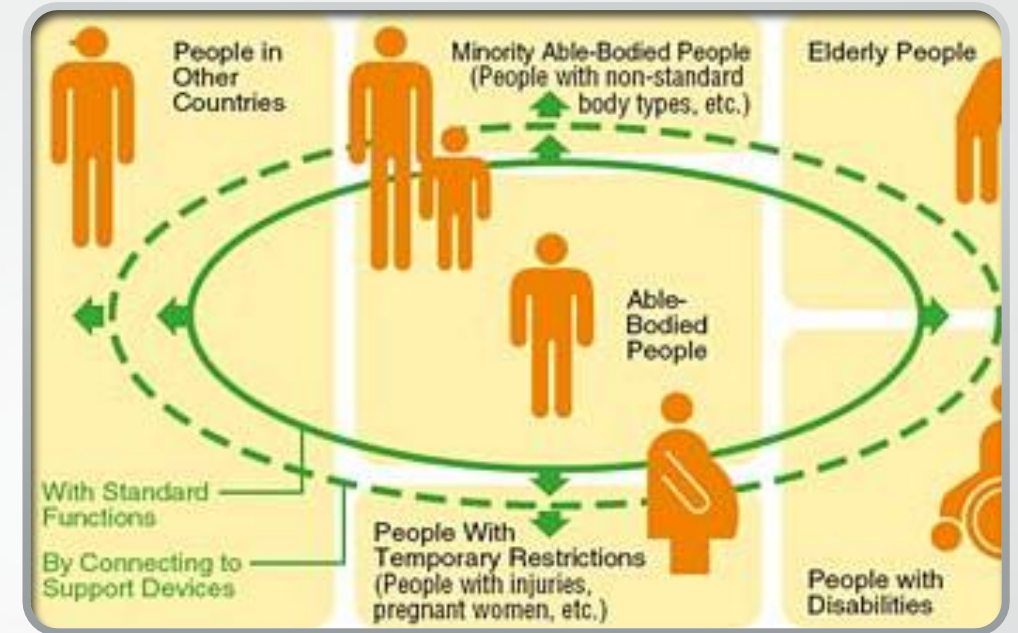 People in
Other
Countries
Minority Able-Bodied People
(People with non-standard
body types, etc.)
Elderly People
Able-
Bodied
People
With Standard
Functions
By Connecting to
Support Devices
People With
Temporary Restrictions
(People with injuries,
pregnant women, etc.)
People with
Disabilities